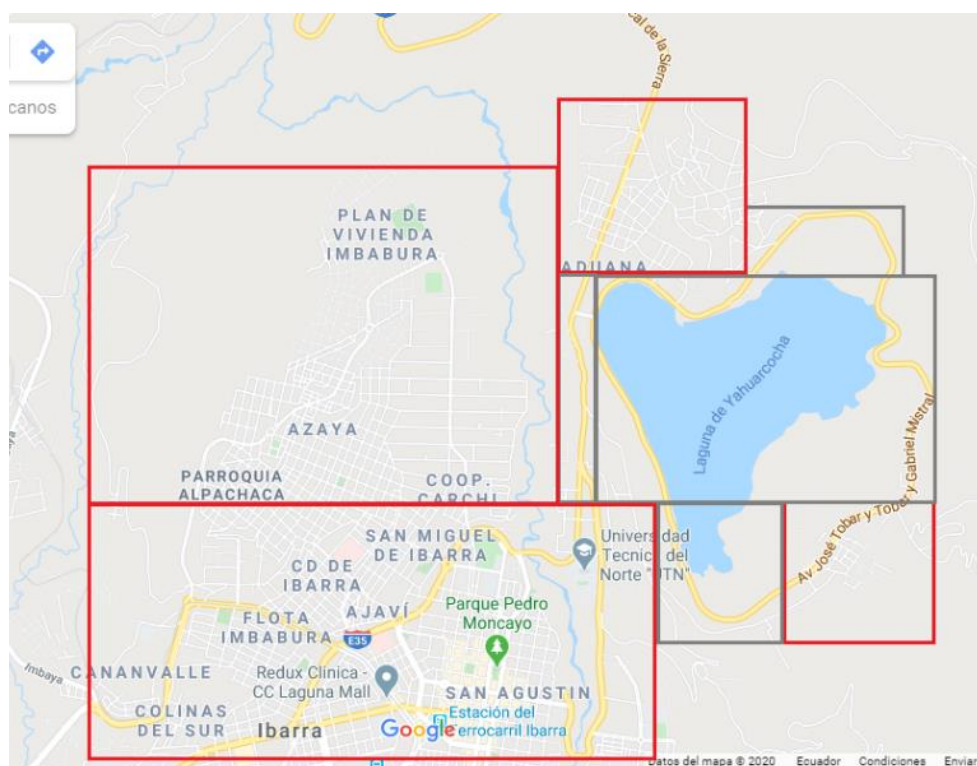 canos
cal de la Sierra
PLAN DE
VIVIENDA
IMBABURA
ADUANA
Laguna de Yahuarcocha
AZAYA
PARROQUIA
ALPACHACA
COOP.
CARCHI
Av José Tobar y Tobar y Gabriel Mistral
SAN MIGUEL
DE IBARRA
Universidad
Tecnica del
Norte "UTN"
CD DE
IBARRA
AJAVÍ
FLOTA
IMBABURA
E35
Parque Pedro
Moncayo
Imbaya
CANANVALLE
Redux Clinica -
CC Laguna Mall
SAN AGUSTIN
COLINAS
DEL SUR
Ibarra
Google
Estación del
Ferrocarril Ibarra
Datos del mapa © 2020 Ecuador Condiciones Enviar